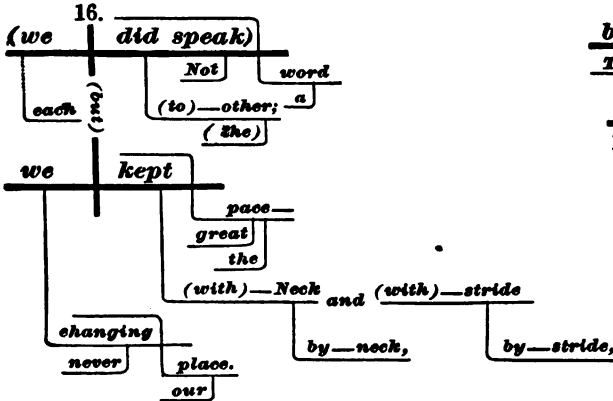 16.
(we did speak)
Not
word
a
each
(but)
(to)—other;
(the)
we kept
pace—
great
the
(with)—Neck and (with)—stride
changing
never
by—neck,
by—stride,
place.
our
b